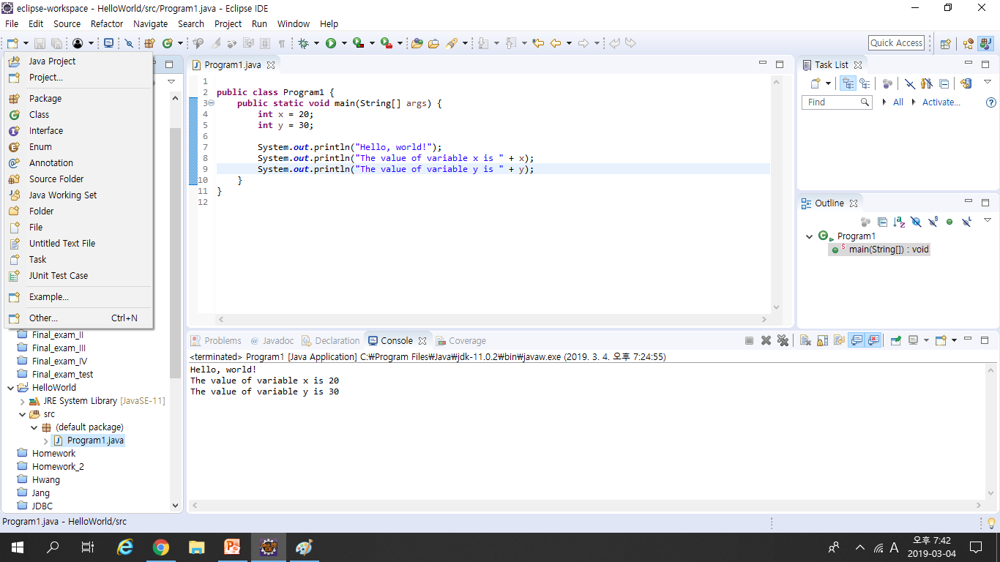 eclipse-workspace - HelloWorld/src/Program1.java - Eclipse IDE
File Edit Source Refactor Navigate Search Project Run Window Help
Quick Access
Java Project
Project...
Package
Class
Interface
Enum
Annotation
Source Folder
Java Working Set
Folder
File
Untitled Text File
Task
JUnit Test Case
Example...
Other... Ctrl+N
Final_exam_II
Final_exam_III
Final_exam_IV
Final_exam_test
HelloWorld
JRE System Library [JavaSE-11]
src
(default package)
Program1.java
Homework
Homework_2
Hwang
Jang
JDBC
Program1.java
1
2 public class Program1 {
3 public static void main(String[] args) {
4 int x = 20;
5 int y = 30;
6
7 System.out.println("Hello, world!");
8 System.out.println("The value of variable x is " + x);
9 System.out.println("The value of variable y is " + y);
10 }
11 }
12
Task List
Find All Activate...
Outline
Program1
main(String[]) : void
Problems Javadoc Declaration Console Coverage
<terminated> Program1 [Java Application] C:₩Program Files₩Java₩jdk-11.0.2₩bin₩javaw.exe (2019. 3. 4. 오후 7:24:55)
Hello, world!
The value of variable x is 20
The value of variable y is 30
Program1.java - HelloWorld/src
A
오후 7:42
2019-03-04